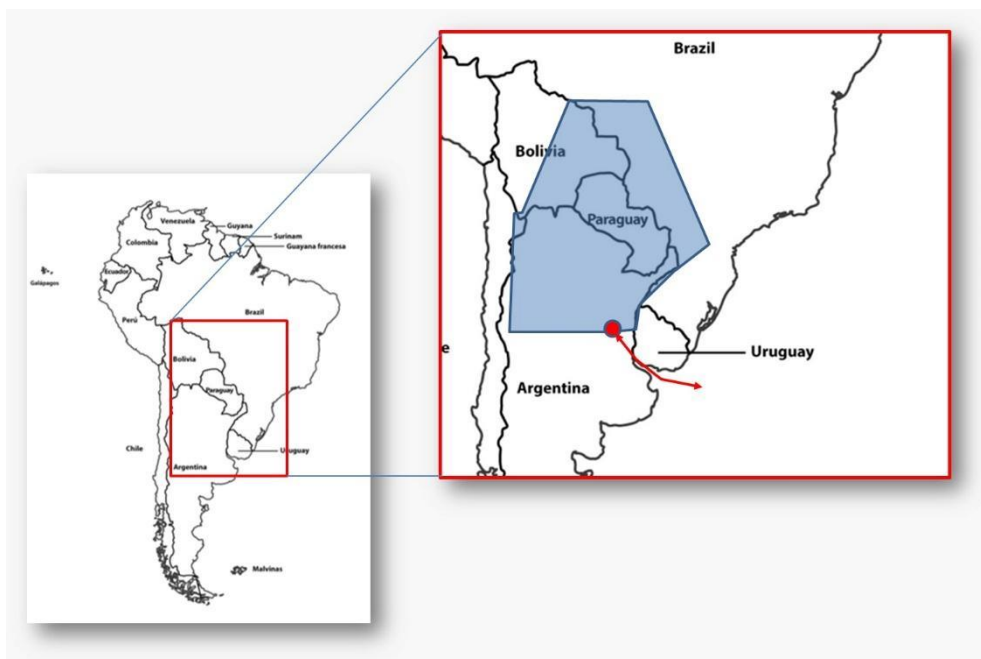 Venezuela
Guyana
Surinam
Guayana francesa
Colombia
Ecuador
Galápagos
Perú
Brazil
Bolivia
Paraguay
Chile
Uruguay
Argentina
Malvinas
Brazil
Bolivia
Paraguay
e
Uruguay
Argentina